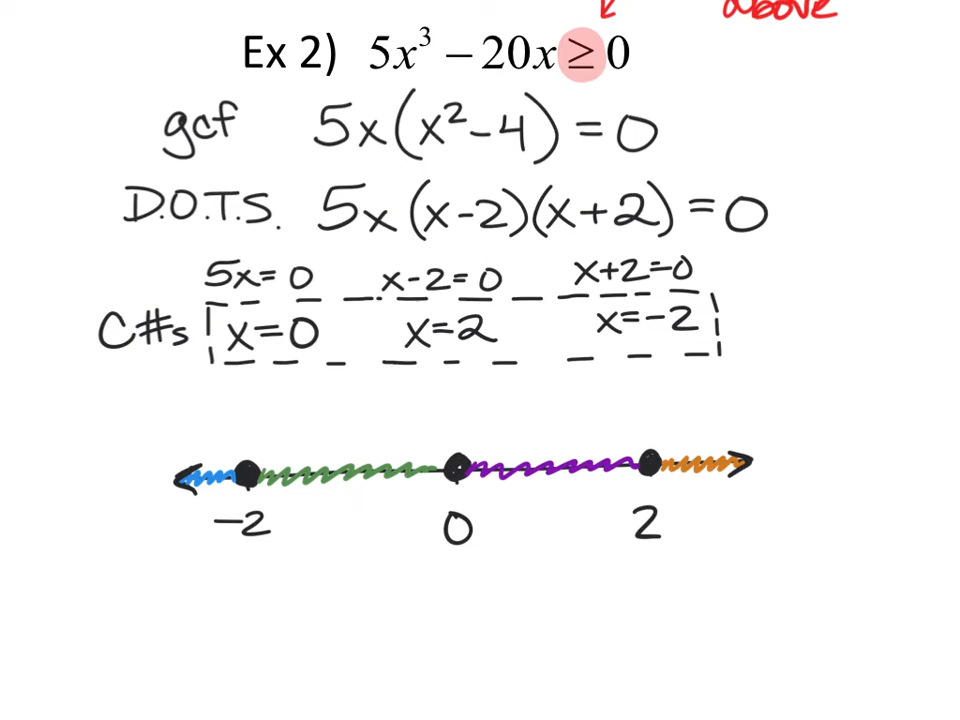 above
Ex 2) 5x³ − 20x ≥ 0
gcf 5x(x²-4)=0
D.O.T.S. 5x(x-2)(x+2)=0
5x=0 x-2=0 x+2=0
C#s x=0 x=2 x=-2
-2 0 2